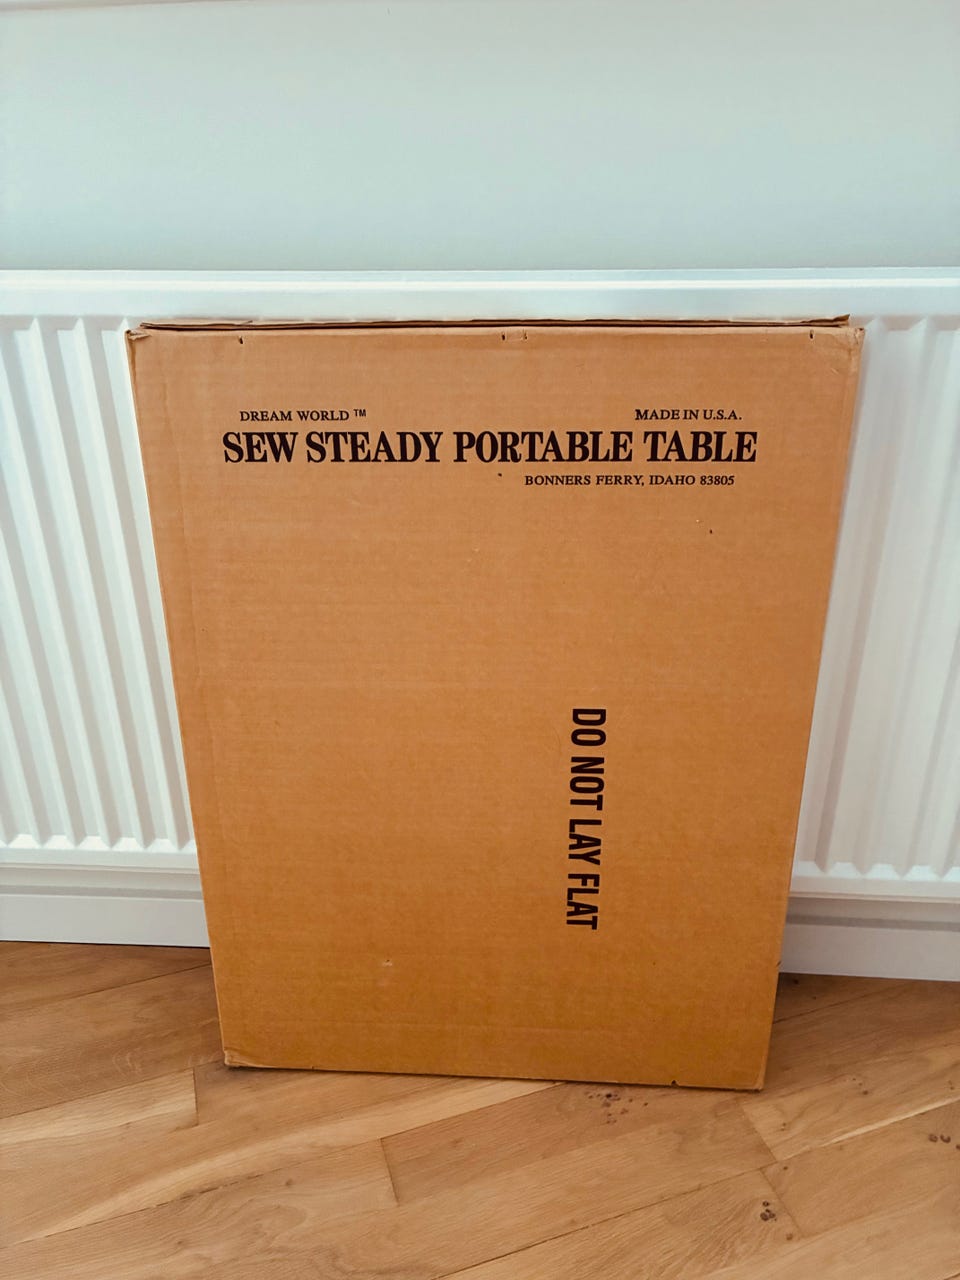 DREAM WORLD ™ MADE IN U.S.A.
SEW STEADY PORTABLE TABLE
BONNERS FERRY, IDAHO 83805
DO NOT LAY FLAT